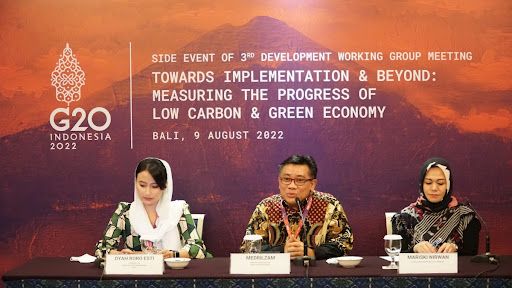 G20
INDONESIA
2022
SIDE EVENT OF 3RD DEVELOPMENT WORKING GROUP MEETING
TOWARDS IMPLEMENTATION & BEYOND:
MEASURING THE PROGRESS OF
LOW CARBON & GREEN ECONOMY
BALI, 9 AUGUST 2022
DYAH RORO ESTI
MEDRILZAM
MARISKI NIRWAN